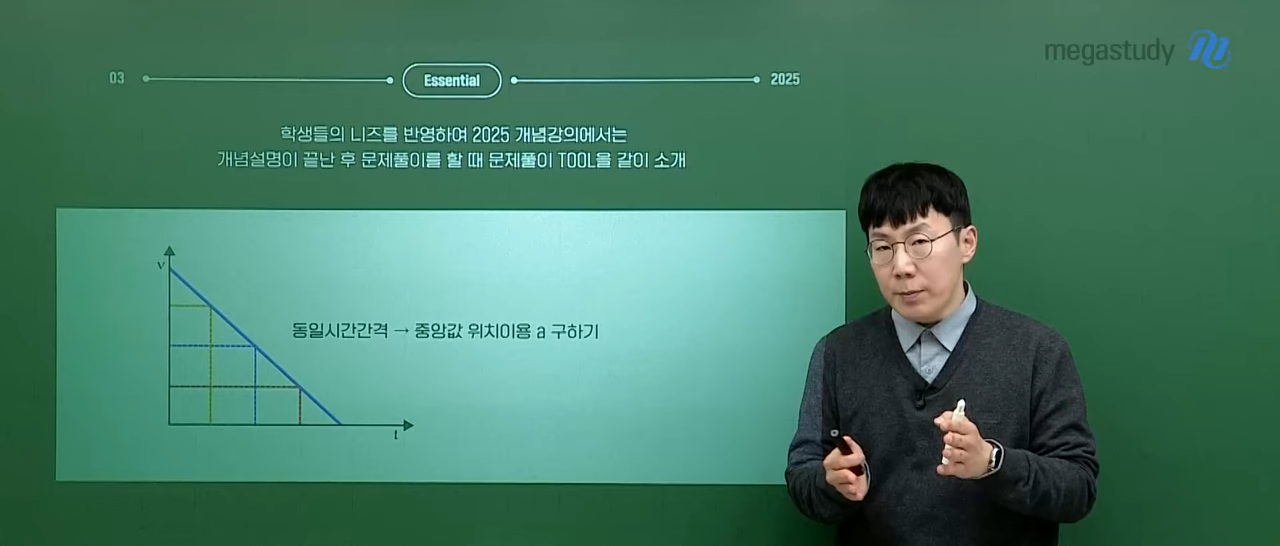 megastudy
03
Essential
2025
학생들의 니즈를 반영하여 2025 개념강의에서는
개념설명이 끝난 후 문제풀이를 할 때 문제풀이 TOOL을 같이 소개
v
동일시간간격 → 중앙값 위치이용 a 구하기
t